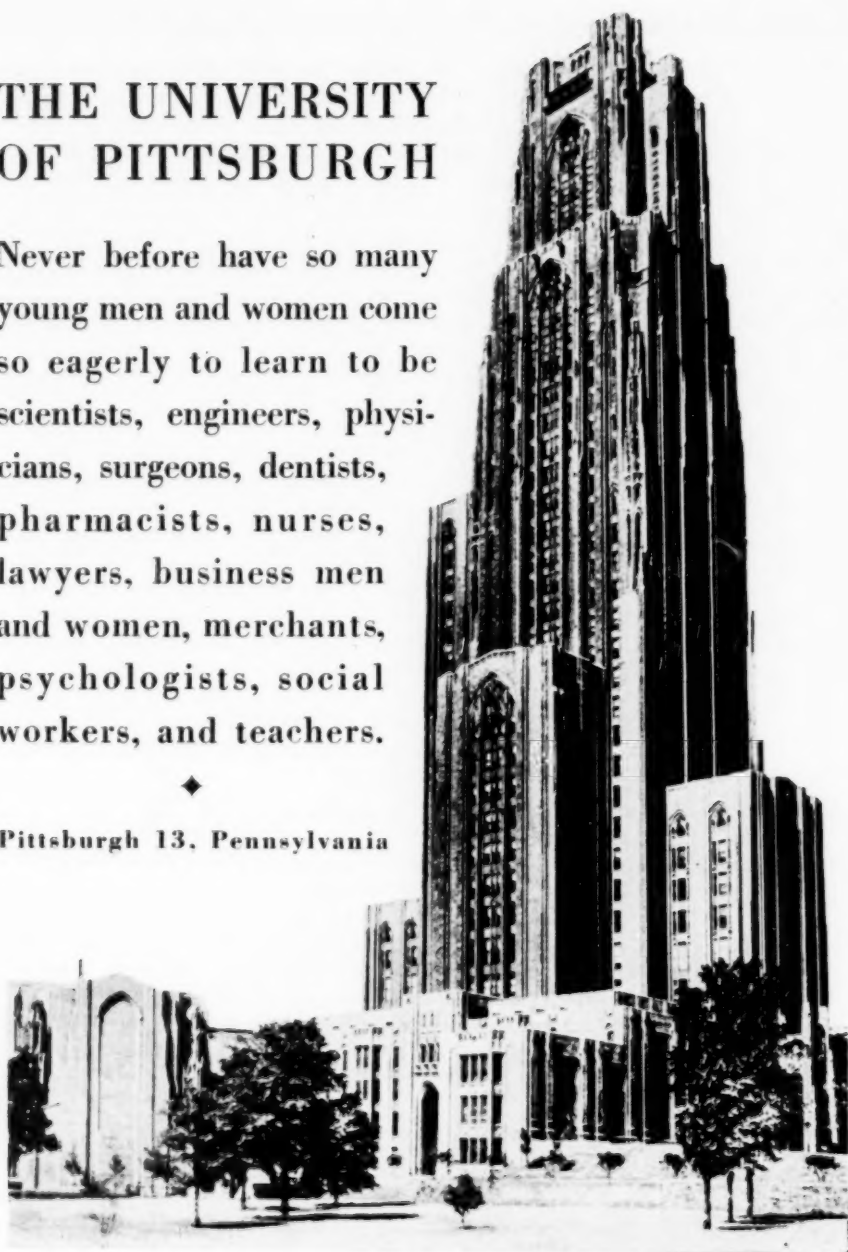 THE UNIVERSITY
OF PITTSBURGH
Never before have so many
young men and women come
so eagerly to learn to be
scientists, engineers, physi-
cians, surgeons, dentists,
pharmacists, nurses,
lawyers, business men
and women, merchants,
psychologists, social
workers, and teachers.
Pittsburgh 13, Pennsylvania